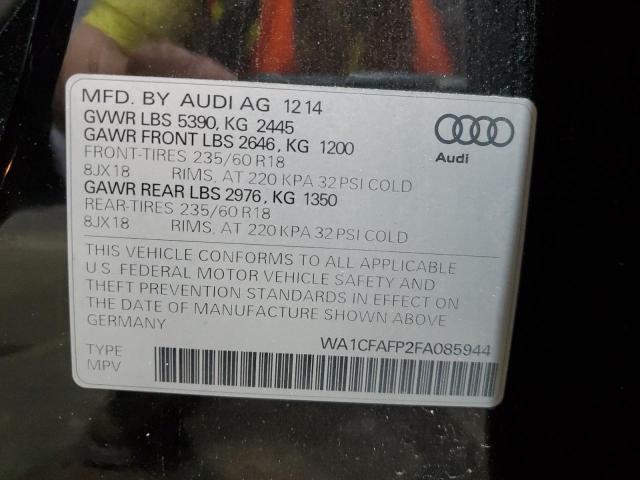 MFD. BY AUDI AG 1214
GVWR LBS 5390, KG 2445
GAWR FRONT LBS 2646, KG 1200
FRONT-TIRES 235/60 R18
8JX18 RIMS, AT 220 KPA 32 PSI COLD
GAWR REAR LBS 2976, KG 1350
REAR-TIRES 235/60 R18
8JX18 RIMS, AT 220 KPA 32 PSI COLD
Audi
THIS VEHICLE CONFORMS TO ALL APPLICABLE
U.S. FEDERAL MOTOR VEHICLE SAFETY AND
THEFT PREVENTION STANDARDS IN EFFECT ON
THE DATE OF MANUFACTURE SHOWN ABOVE
GERMANY
WA1CFAFP2FA085944
TYPE
MPV